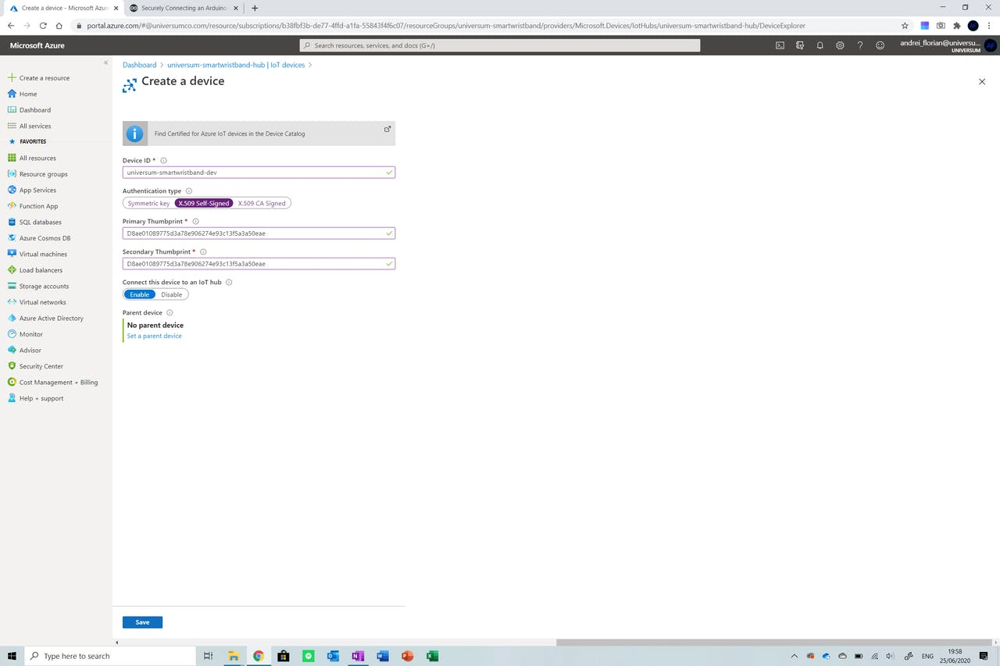 Create a device - Microsoft Azure
Securely Connecting an Arduino
portal.azure.com/#@universumco.com/resource/subscriptions/b38fbf3b-de77-4ffd-a1fa-55843f4f6c07/resourceGroups/universum-smartwristband/providers/Microsoft.Devices/IotHubs/universum-smartwristband-hub/DeviceExplorer
Microsoft Azure
Search resources, services, and docs (G+/)
andrei_florian@universu...
UNIVERSUM
AF
Create a resource
Home
Dashboard
All services
FAVORITES
All resources
Resource groups
App Services
Function App
SQL databases
Azure Cosmos DB
Virtual machines
Load balancers
Storage accounts
Virtual networks
Azure Active Directory
Monitor
Advisor
Security Center
Cost Management + Billing
Help + support
Dashboard > universum-smartwristband-hub | IoT devices >
Create a device
Find Certified for Azure IoT devices in the Device Catalog
Device ID *
universum-smartwristband-dev
Authentication type
Symmetric key X.509 Self-Signed X.509 CA Signed
Primary Thumbprint *
D8ae01089775d3a78e906274e93c13f5a3a50eae
Secondary Thumbprint *
D8ae01089775d3a78e906274e93c13f5a3a50eae
Connect this device to an IoT hub
Enable Disable
Parent device
No parent device
Set a parent device
Save
Type here to search
ENG
19:58
25/06/2020